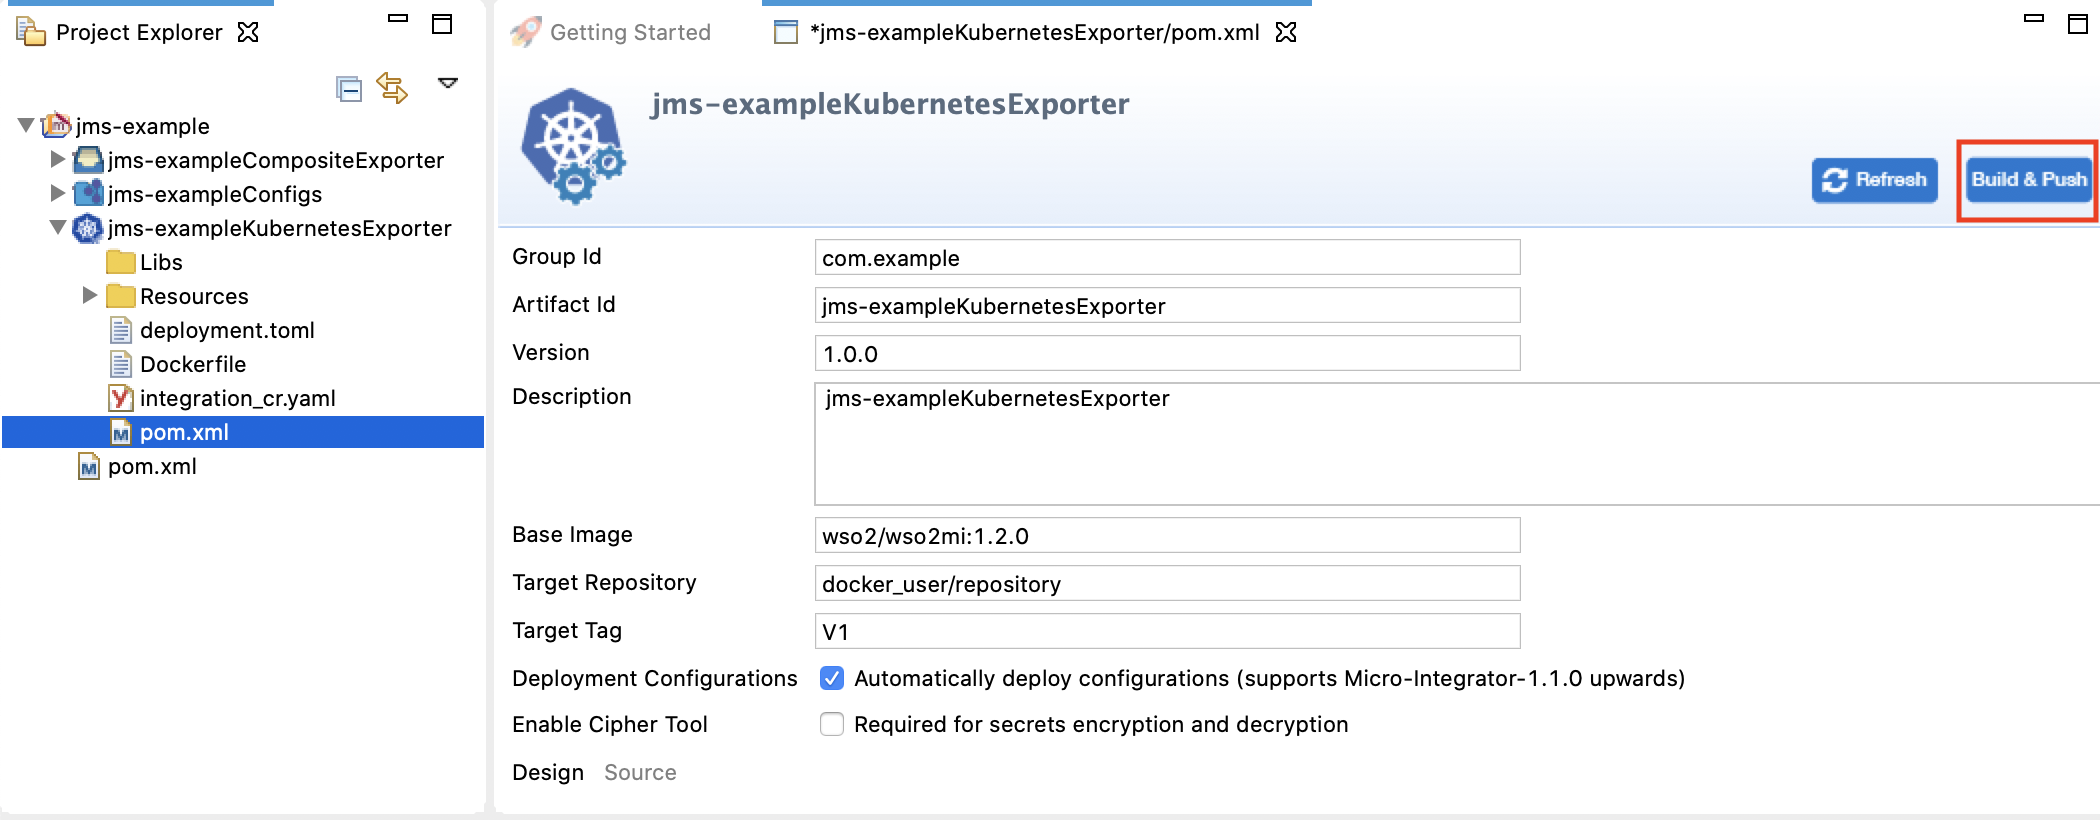 Project Explorer
jms-example
jms-exampleCompositeExporter
jms-exampleConfigs
jms-exampleKubernetesExporter
Libs
Resources
deployment.toml
Dockerfile
integration_cr.yaml
pom.xml
pom.xml
Getting Started
*jms-exampleKubernetesExporter/pom.xml
jms-exampleKubernetesExporter
Refresh
Build & Push
Group Id com.example
Artifact Id jms-exampleKubernetesExporter
Version 1.0.0
Description jms-exampleKubernetesExporter
Base Image wso2/wso2mi:1.2.0
Target Repository docker_user/repository
Target Tag V1
Deployment Configurations Automatically deploy configurations (supports Micro-Integrator-1.1.0 upwards)
Enable Cipher Tool Required for secrets encryption and decryption
Design Source